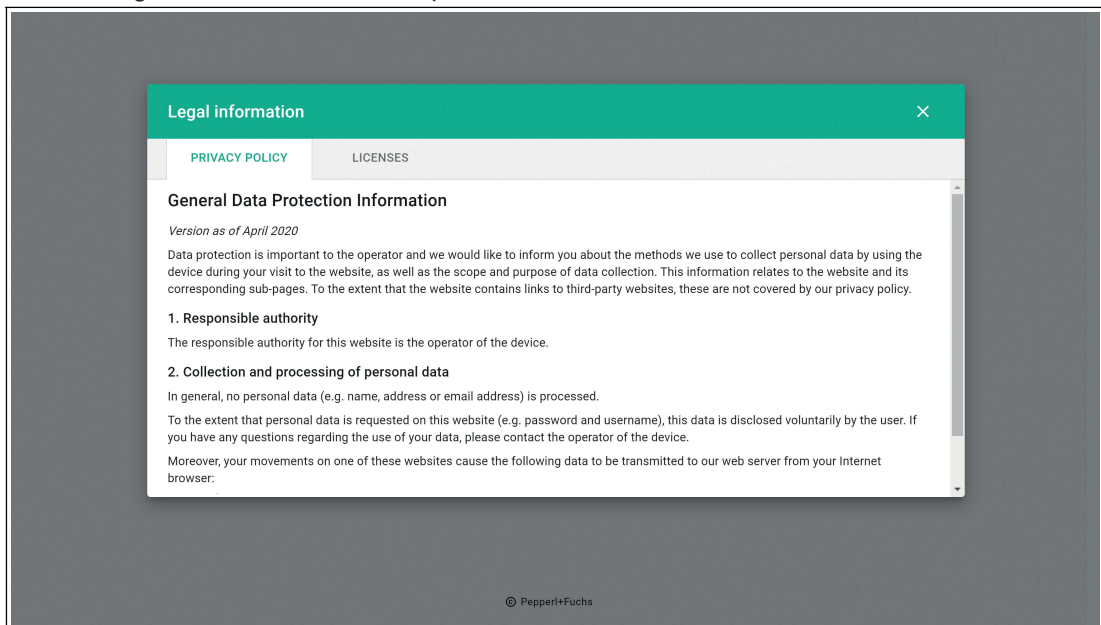 Legal information
PRIVACY POLICY LICENSES
General Data Protection Information
Version as of April 2020
Data protection is important to the operator and we would like to inform you about the methods we use to collect personal data by using the
device during your visit to the website, as well as the scope and purpose of data collection. This information relates to the website and its
corresponding sub-pages. To the extent that the website contains links to third-party websites, these are not covered by our privacy policy.
1. Responsible authority
The responsible authority for this website is the operator of the device.
2. Collection and processing of personal data
In general, no personal data (e.g. name, address or email address) is processed.
To the extent that personal data is requested on this website (e.g. password and username), this data is disclosed voluntarily by the user. If
you have any questions regarding the use of your data, please contact the operator of the device.
Moreover, your movements on one of these websites cause the following data to be transmitted to our web server from your Internet
browser:
© Pepperl+Fuchs